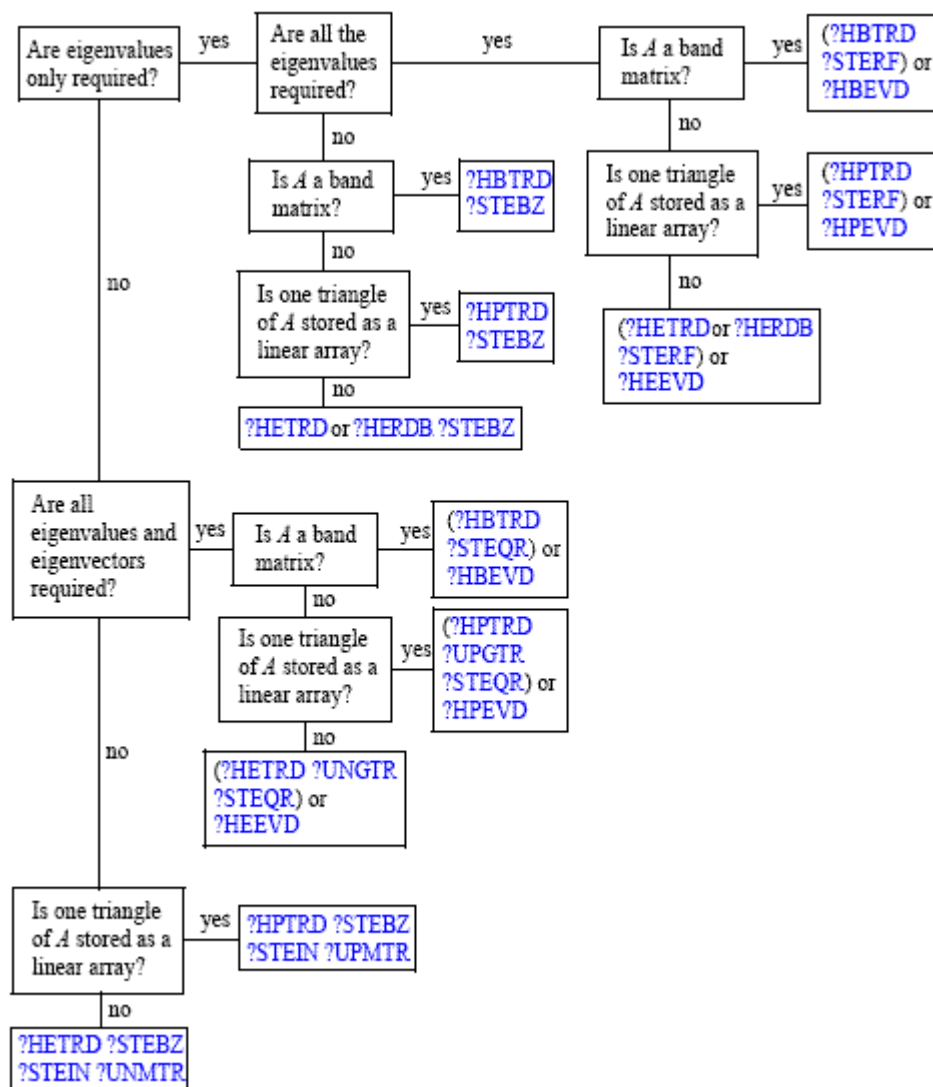 Are eigenvalues
only required?
yes
Are all the
eigenvalues
required?
yes
Is A a band
matrix?
yes
(?HBTRD
?STERF) or
?HBEVD
no
Is one triangle
of A stored as a
linear array?
yes
(?HPTRD
?STERF) or
?HPEVD
no
(?HETRD or ?HERDB
?STERF) or
?HEEVD
no
Is A a band
matrix?
yes
?HBTRD
?STEBZ
no
Is one triangle
of A stored as a
linear array?
yes
?HPTRD
?STEBZ
no
?HETRD or ?HERDB ?STEBZ
no
Are all
eigenvalues and
eigenvectors
required?
yes
Is A a band
matrix?
yes
(?HBTRD
?STEQR) or
?HBEVD
no
Is one triangle
of A stored as a
linear array?
yes
(?HPTRD
?UPGTR
?STEQR) or
?HPEVD
no
(?HETRD ?UNGTR
?STEQR) or
?HEEVD
no
Is one triangle
of A stored as a
linear array?
yes
?HPTRD ?STEBZ
?STEIN ?UPMTR
no
?HETRD ?STEBZ
?STEIN ?UNMTR